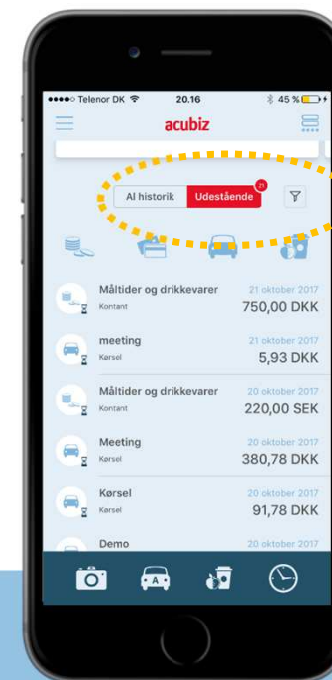 Telenor DK 20.16 45 %
acubiz
Al historik Udestående 21
Måltider og drikkevarer 21 oktober 2017
Kontant 750,00 DKK
meeting 21 oktober 2017
Kørsel 5,93 DKK
Måltider og drikkevarer 20 oktober 2017
Kontant 220,00 SEK
Meeting 20 oktober 2017
Kørsel 380,78 DKK
Kørsel 20 oktober 2017
Kørsel 91,78 DKK
Demo 20 oktober 2017
A